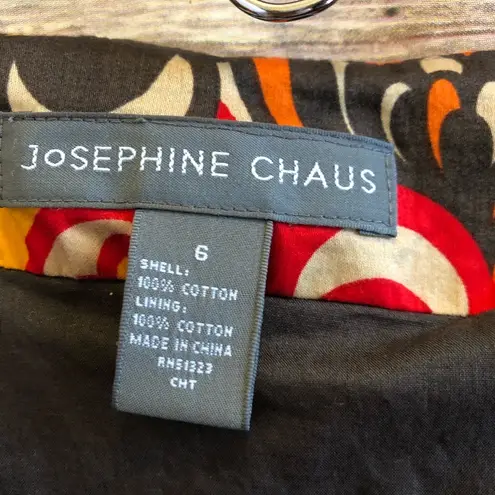 JoSEPHINE CHAUS
6
SHELL:
100% COTTON
LINING:
100% COTTON
MADE IN CHINA
RN51323
CHT